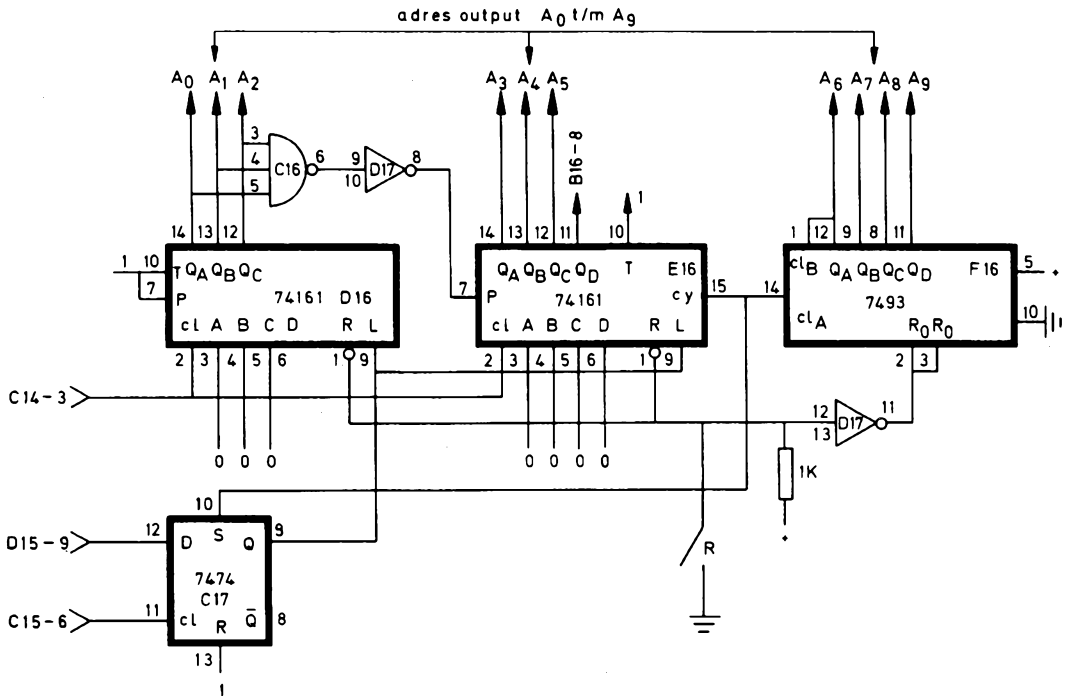 adres output A₀ t/m A₉
A₀ A₁ A₂ A₃ A₄ A₅ A₆ A₇ A₈ A₉
3
4
5
C16
6
9
10
D17
8
B16-8
1
14 13 12
14 13 12 11 10
1 12 9 8 11
1 10
7
T QA QB QC
P
74161 D16
cl A B C D R L
2 3 4 5 6 1 9
7
QA QB QC QD T E16
P 74161 cy
cl A B C D R L
15
2 3 4 5 6 1 9
14
clB QA QB QC QD F16
7493
clA
R₀ R₀
5 +
10
2 3
C14-3
0 0 0
0 0 0 0
12
13
D17
11
1K
+
R
10
D15-9
12
D S Q
9
7474
C17
C15-6
11
cl R Q̅
8
13
1